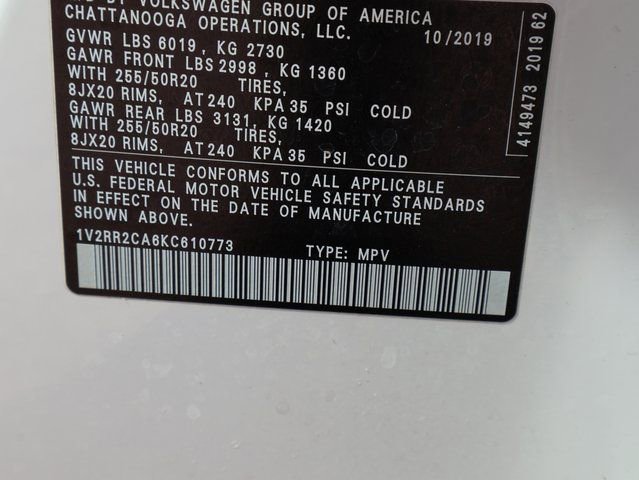 BY VOLKSWAGEN GROUP OF AMERICA
CHATTANOOGA OPERATIONS, LLC. 10/2019
GVWR LBS 6019 , KG 2730
GAWR FRONT LBS 2998 , KG 1360
WITH 255/50R20 TIRES,
8JX20 RIMS, AT 240 KPA 35 PSI COLD
GAWR REAR LBS 3131, KG 1420
WITH 255/50R20 TIRES,
8JX20 RIMS, AT 240 KPA 35 PSI COLD
THIS VEHICLE CONFORMS TO ALL APPLICABLE
U.S. FEDERAL MOTOR VEHICLE SAFETY STANDARDS
IN EFFECT ON THE DATE OF MANUFACTURE
SHOWN ABOVE.
1V2RR2CA6KC610773 TYPE: MPV
4149473 2019 62